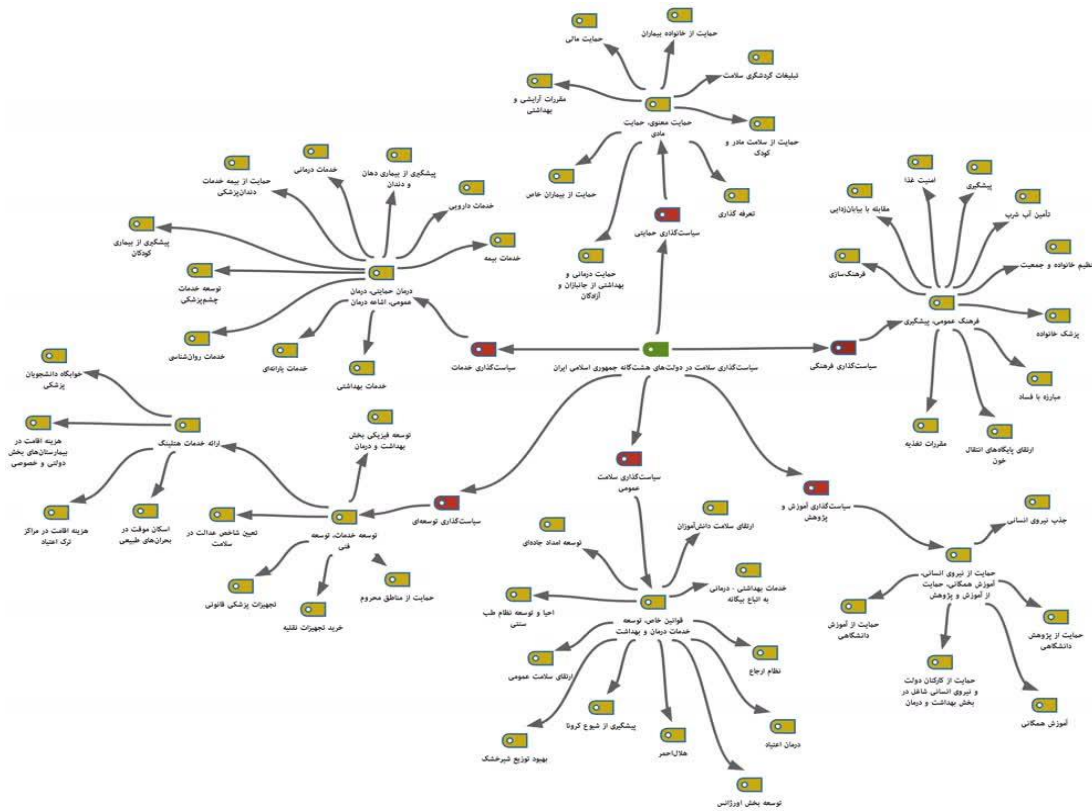 حمایت از خانواده بیماران
حمایت مالی
تبلیغات گردشگری سلامت
مقررات آرایشی و
بهداشتی
حمایت معنوی، حمایت
مادی
حمایت از سلامت مادر و
کودک
حمایت از بیماران خاص
تعرفه گذاری
حمایت درمانی و
بهداشتی از جانبازان و
آزادگان
سیاست‌گذاری حمایتی
پیشگیری از بیماری دهان
و دندان
خدمات درمانی
حمایت از بیمه خدمات
دندان‌پزشکی
خدمات دارویی
پیشگیری از بیماری
کودکان
خدمات بیمه
توسعه خدمات
چشم‌پزشکی
درمان حمایتی، درمان
عمومی، اشاعه درمان
خدمات روان‌شناسی
خدمات یارانه‌ای
خدمات بهداشتی
سیاست‌گذاری خدمات
سیاست‌گذاری سلامت در دولت‌های هشت‌گانه جمهوری اسلامی ایران
سیاست‌گذاری فرهنگی
پیشگیری
امنیت غذا
مقابله با بیابان‌زدایی
تأمین آب شرب
تنظیم خانواده و جمعیت
فرهنگ‌سازی
فرهنگ عمومی، پیشگیری
پزشک خانواده
مبارزه با فساد
ارتقای پایگاه‌های انتقال
خون
مقررات تغذیه
خوابگاه دانشجویان
پزشکی
ارائه خدمات هتلینگ
هزینه اقامت در
بیمارستان‌های بخش
دولتی و خصوصی
هزینه اقامت در مراکز
ترک اعتیاد
اسکان موقت در
بحران‌های طبیعی
توسعه فیزیکی بخش
بهداشت و درمان
سیاست‌گذاری توسعه‌ای
توسعه خدمات، توسعه
فنی
تعیین شاخص عدالت در
سلامت
تجهیزات پزشکی قانونی
خرید تجهیزات نقلیه
حمایت از مناطق محروم
سیاست‌گذاری سلامت
عمومی
ارتقای سلامت دانش‌آموزان
توسعه امداد جاده‌ای
خدمات بهداشتی - درمانی
به اتباع بیگانه
احیا و توسعه نظام طب
سنتی
قوانین خاص، توسعه
خدمات درمان و بهداشت
نظام ارجاع
ارتقای سلامت عمومی
پیشگیری از شیوع کرونا
بهبود توزیع شیرخشک
هلال‌احمر
درمان اعتیاد
توسعه بخش اورژانس
سیاست‌گذاری آموزش و
پژوهش
جذب نیروی انسانی
حمایت از نیروی انسانی،
آموزش همگانی، حمایت
از آموزش و پژوهش
حمایت از آموزش
دانشگاهی
حمایت از پژوهش
دانشگاهی
حمایت از کارکنان دولت
و نیروی انسانی شاغل در
بخش بهداشت و درمان
آموزش همگانی